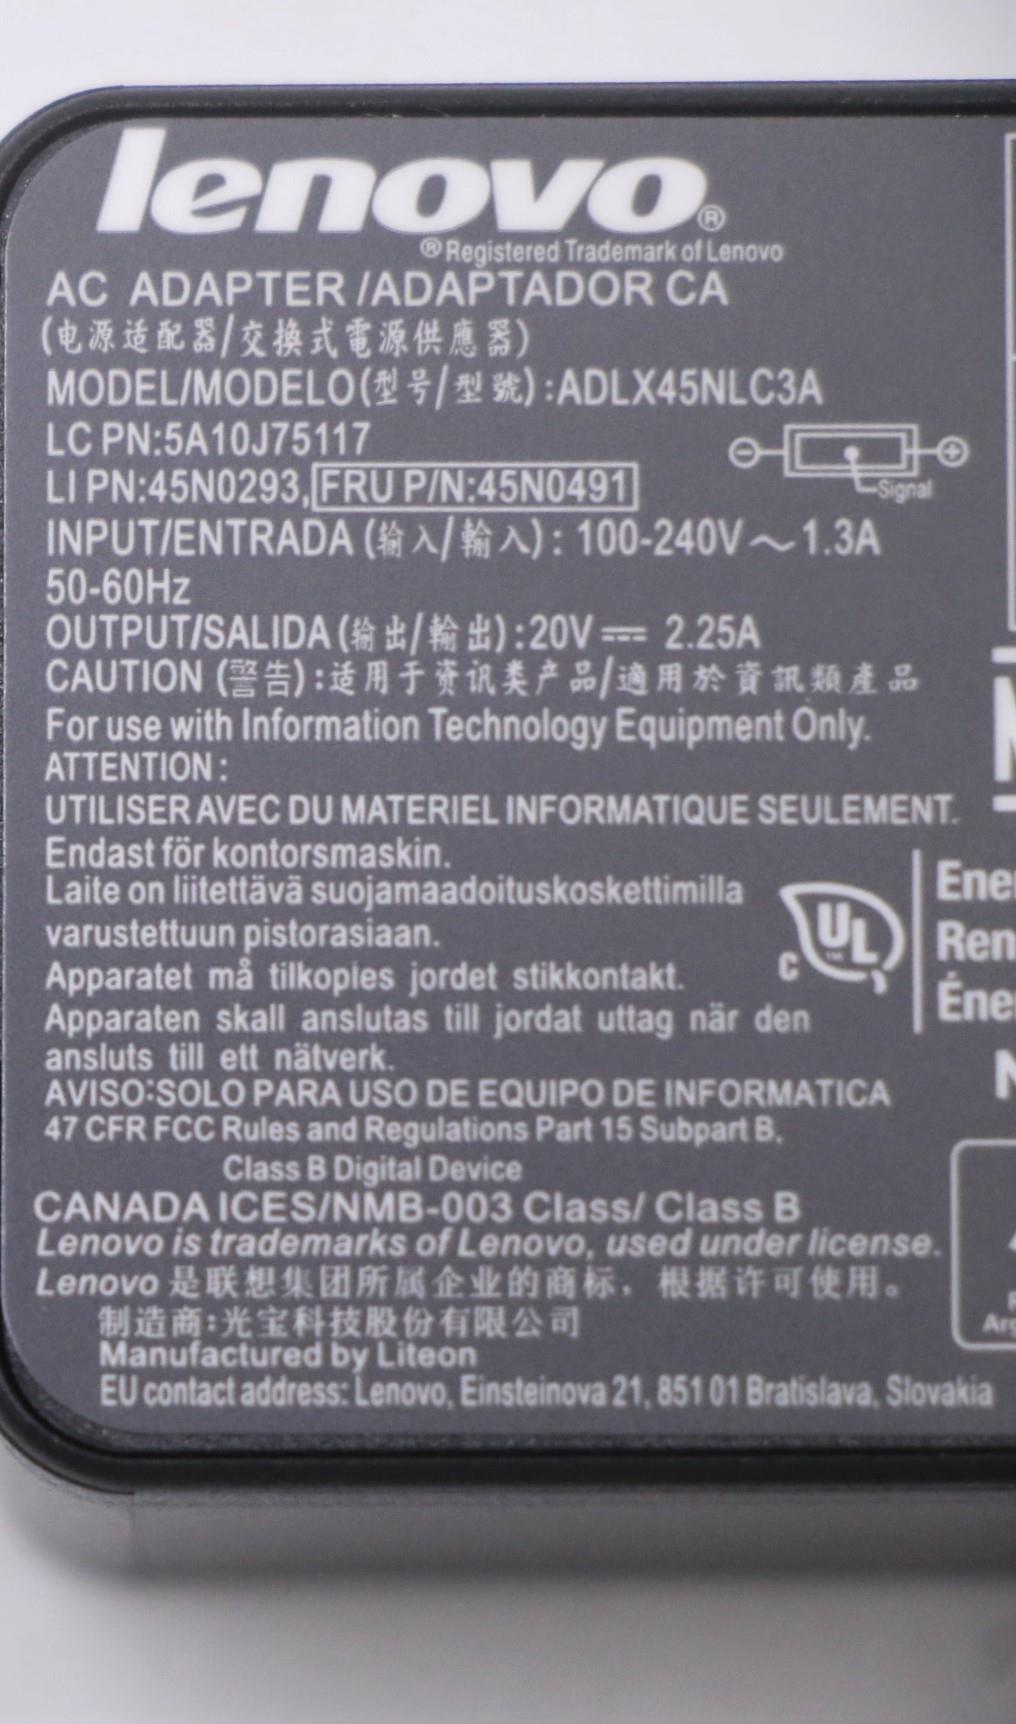 lenovo®
® Registered Trademark of Lenovo
AC ADAPTER /ADAPTADOR CA
(电源适配器/交換式電源供應器)
MODEL/MODELO(型号/型號):ADLX45NLC3A
LC PN:5A10J75117
LI PN:45N0293, FRU P/N:45N0491
Signal
INPUT/ENTRADA (输入/輸入): 100-240V～1.3A
50-60Hz
OUTPUT/SALIDA (输出/輸出):20V⎓ 2.25A
CAUTION (警告):适用于资讯类产品/適用於資訊類產品
For use with Information Technology Equipment Only.
ATTENTION:
UTILISER AVEC DU MATERIEL INFORMATIQUE SEULEMENT.
Endast för kontorsmaskin.
Laite on liitettävä suojamaadoituskoskettimilla
varustettuun pistorasiaan.
Apparatet må tilkopies jordet stikkontakt.
Apparaten skall anslutas till jordat uttag när den
ansluts till ett nätverk.
c UL
AVISO:SOLO PARA USO DE EQUIPO DE INFORMATICA
47 CFR FCC Rules and Regulations Part 15 Subpart B,
Class B Digital Device
CANADA ICES/NMB-003 Class/ Class B
Lenovo is trademarks of Lenovo, used under license.
Lenovo 是联想集团所属企业的商标，根据许可使用。
制造商:光宝科技股份有限公司
Manufactured by Liteon
EU contact address: Lenovo, Einsteinova 21, 851 01 Bratislava, Slovakia